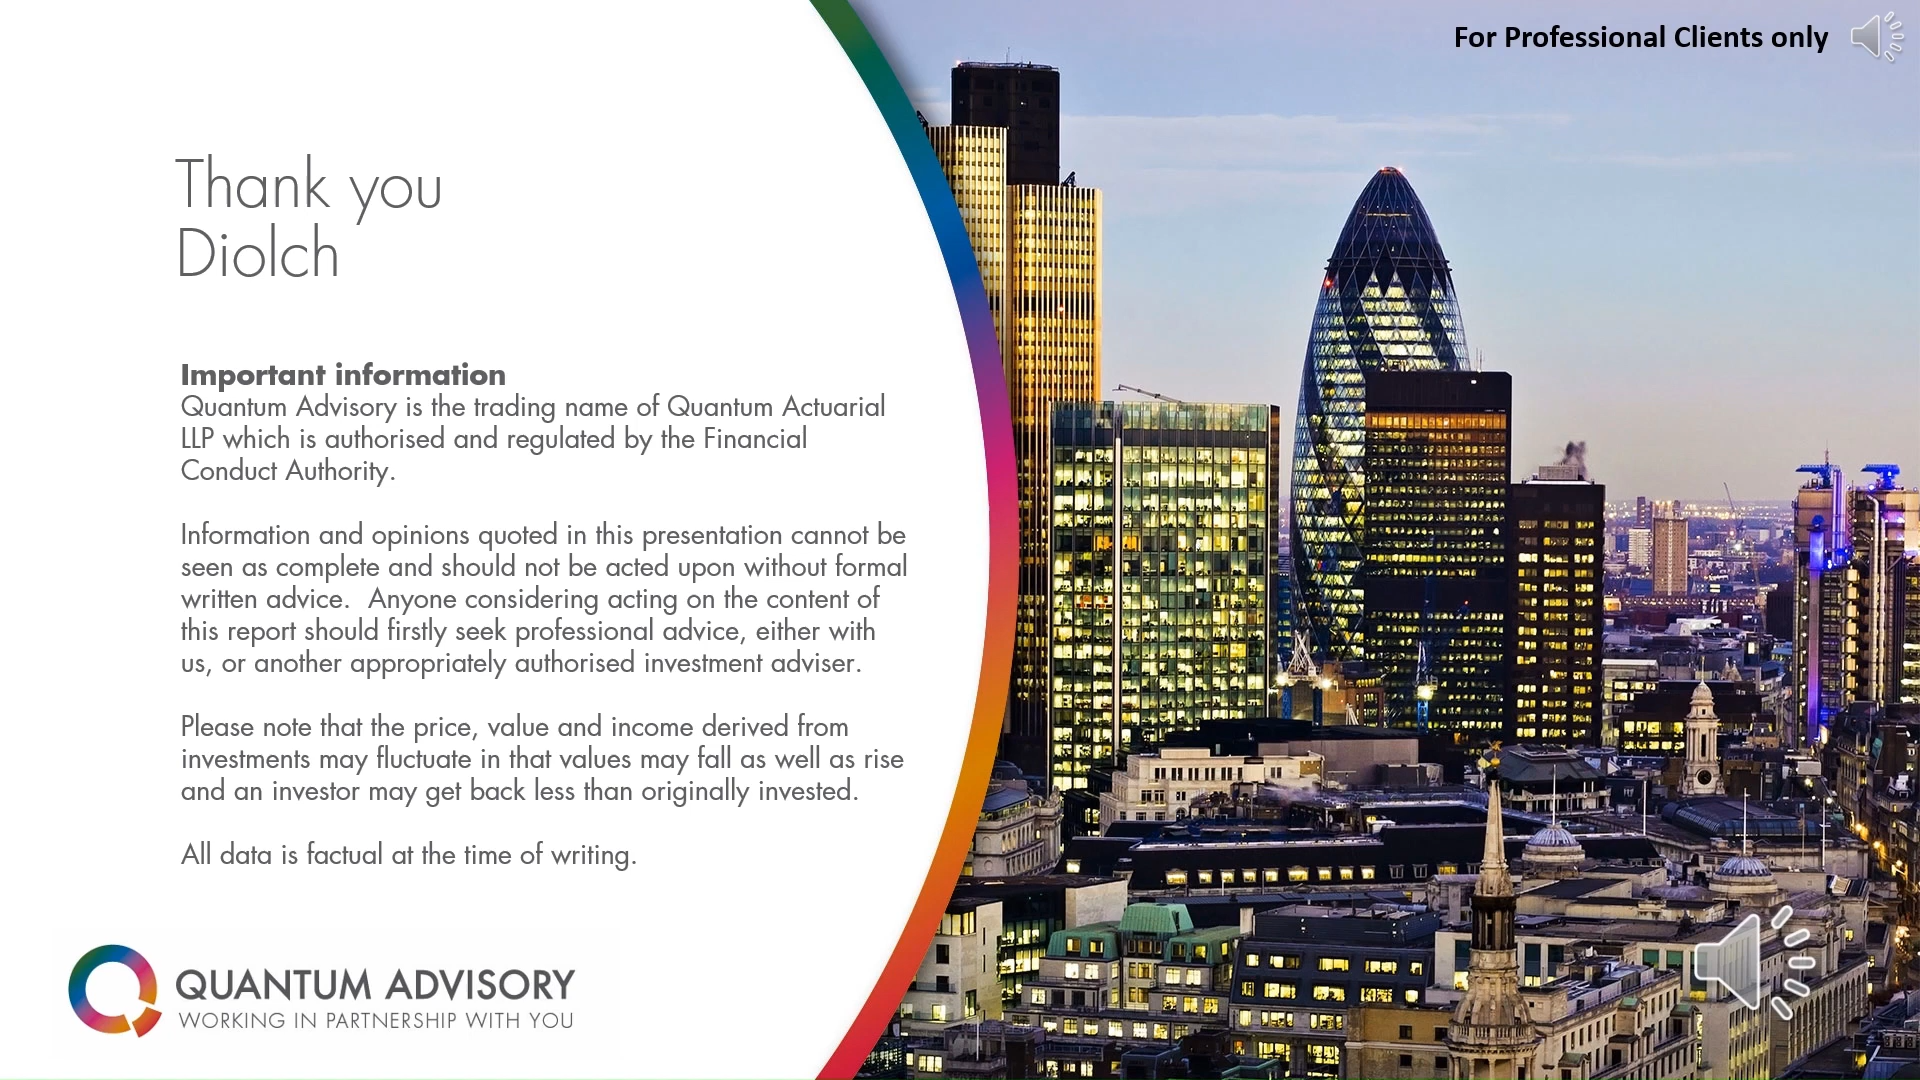 For Professional Clients only
Thank you
Diolch
Important information
Quantum Advisory is the trading name of Quantum Actuarial
LLP which is authorised and regulated by the Financial
Conduct Authority.
Information and opinions quoted in this presentation cannot be
seen as complete and should not be acted upon without formal
written advice.  Anyone considering acting on the content of
this report should firstly seek professional advice, either with
us, or another appropriately authorised investment adviser.
Please note that the price, value and income derived from
investments may fluctuate in that values may fall as well as rise
and an investor may get back less than originally invested.
All data is factual at the time of writing.
QUANTUM ADVISORY
WORKING IN PARTNERSHIP WITH YOU